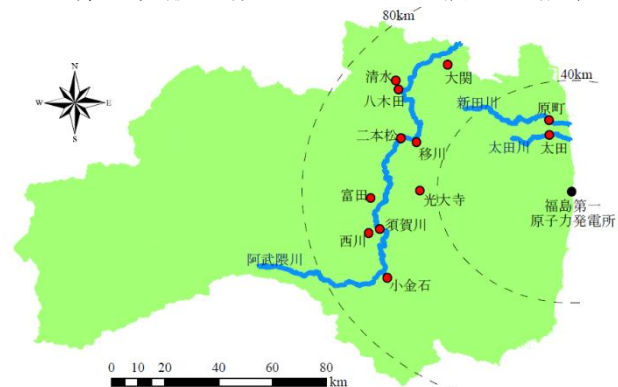 80km
N
W
E
S
清水
大関
八木田
40km
新田川
原町
二本松
移川
太田川
太田
富田
光大寺
福島第一
原子力発電所
須賀川
西川
阿武隈川
小金石
0 10 20 40 60 80
km